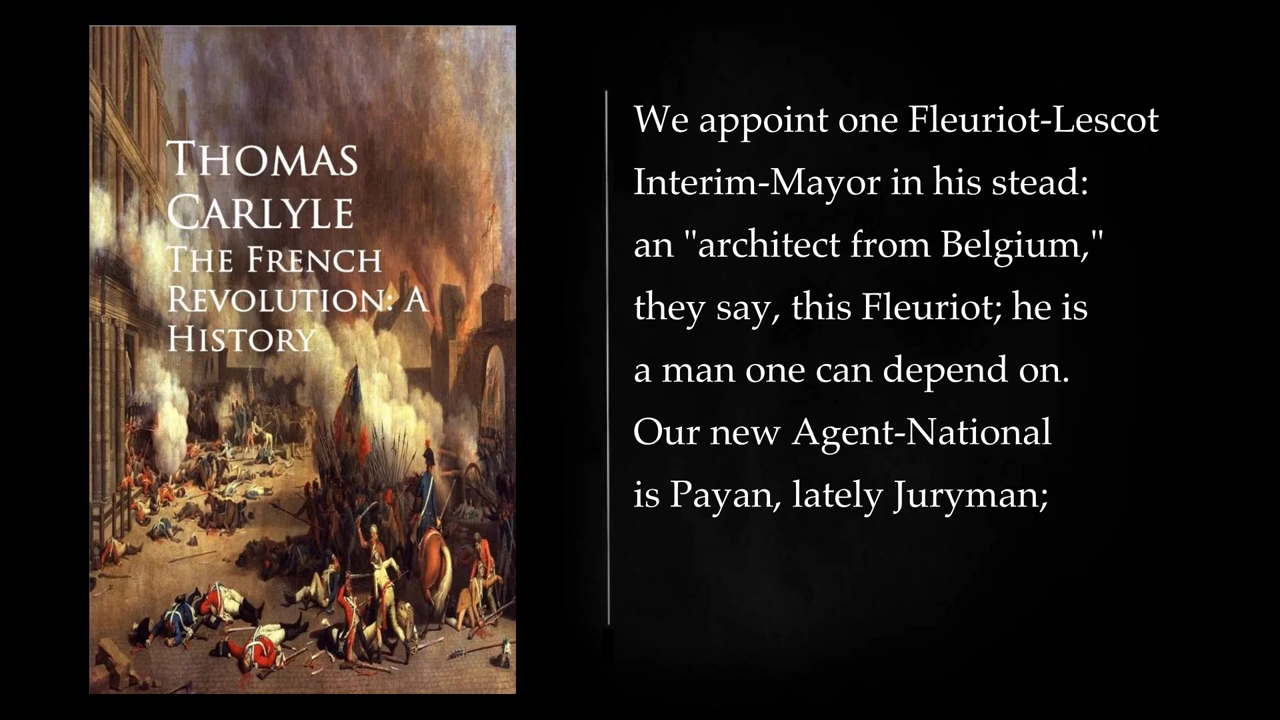 THOMAS
CARLYLE
THE FRENCH
REVOLUTION: A
HISTORY
We appoint one Fleuriot-Lescot
Interim-Mayor in his stead:
an "architect from Belgium,"
they say, this Fleuriot; he is
a man one can depend on.
Our new Agent-National
is Payan, lately Juryman;